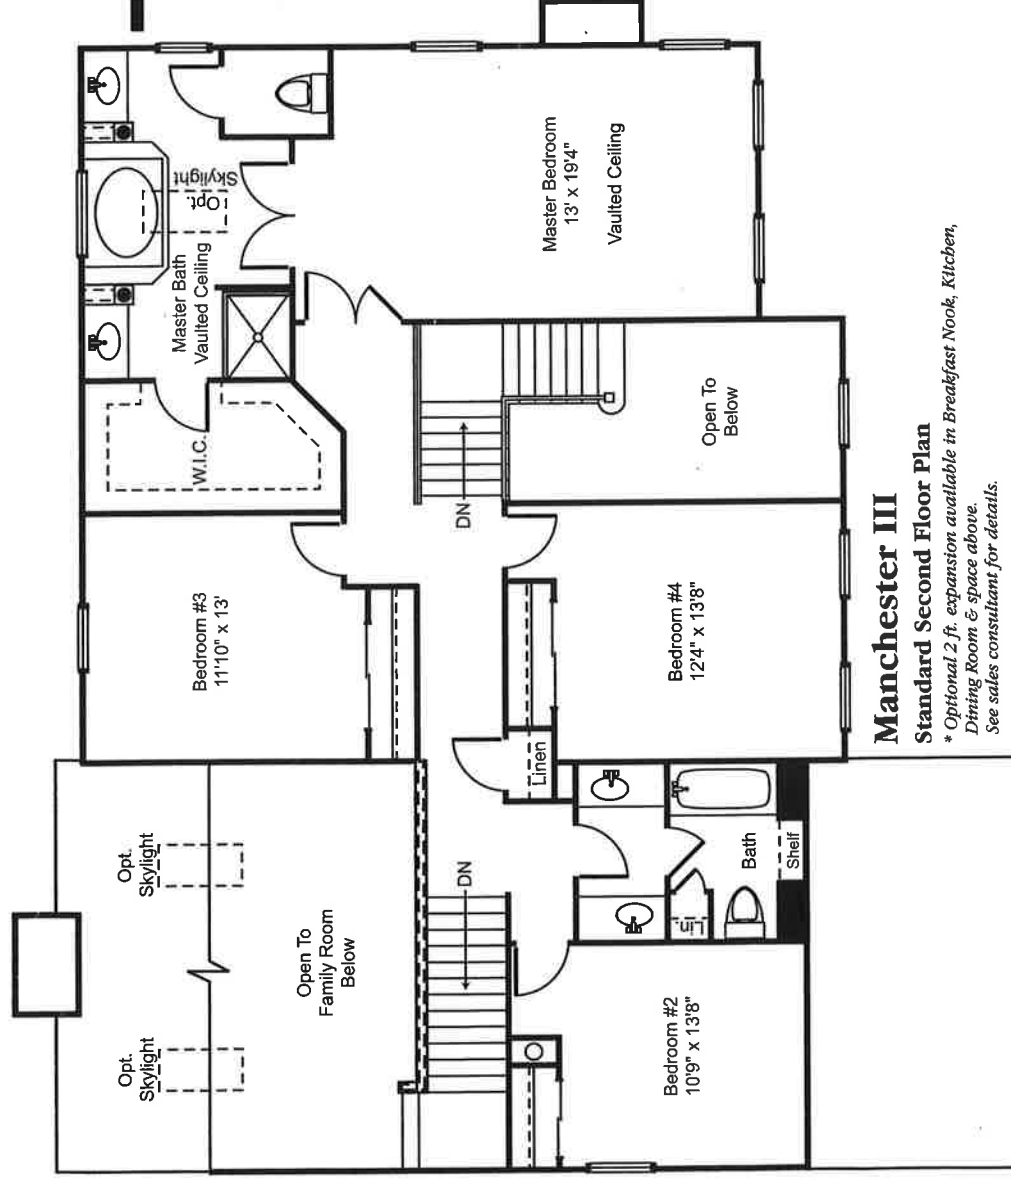 Opt.
Skylight
Opt.
Skylight
Open To
Family Room
Below
Bedroom #3
11'10" x 13'
W.I.C.
Master Bath
Vaulted Ceiling
Opt.
Skylight
Master Bedroom
13' x 19'4"
Vaulted Ceiling
DN
DN
Open To
Below
Linen
Bedroom #4
12'4" x 13'8"
Lin.
Bath
Shelf
Bedroom #2
10'9" x 13'8"
Manchester III
Standard Second Floor Plan
* Optional 2 ft. expansion available in Breakfast Nook, Kitchen,
Dining Room & space above.
See sales consultant for details.